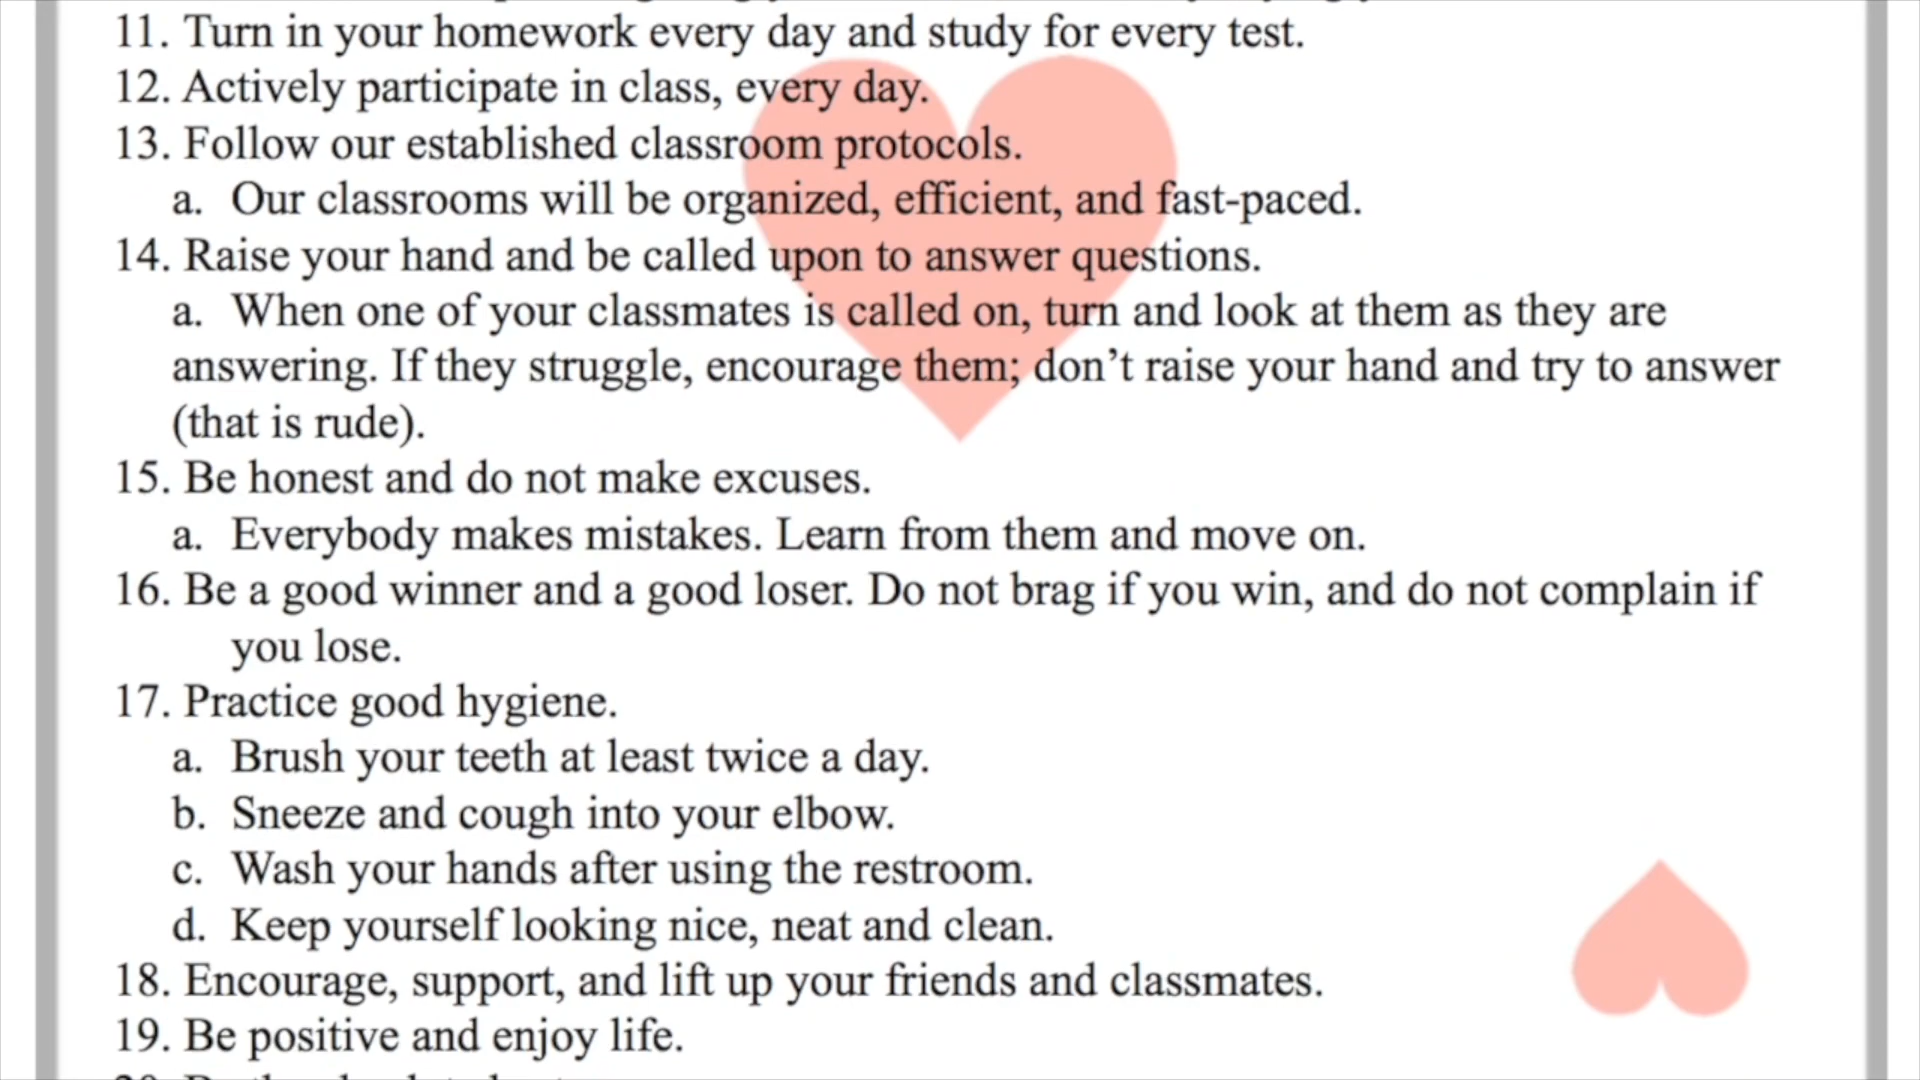 11. Turn in your homework every day and study for every test.
12. Actively participate in class, every day.
13. Follow our established classroom protocols.
a. Our classrooms will be organized, efficient, and fast-paced.
14. Raise your hand and be called upon to answer questions.
a. When one of your classmates is called on, turn and look at them as they are
answering. If they struggle, encourage them; don’t raise your hand and try to answer
(that is rude).
15. Be honest and do not make excuses.
a. Everybody makes mistakes. Learn from them and move on.
16. Be a good winner and a good loser. Do not brag if you win, and do not complain if
you lose.
17. Practice good hygiene.
a. Brush your teeth at least twice a day.
b. Sneeze and cough into your elbow.
c. Wash your hands after using the restroom.
d. Keep yourself looking nice, neat and clean.
18. Encourage, support, and lift up your friends and classmates.
19. Be positive and enjoy life.